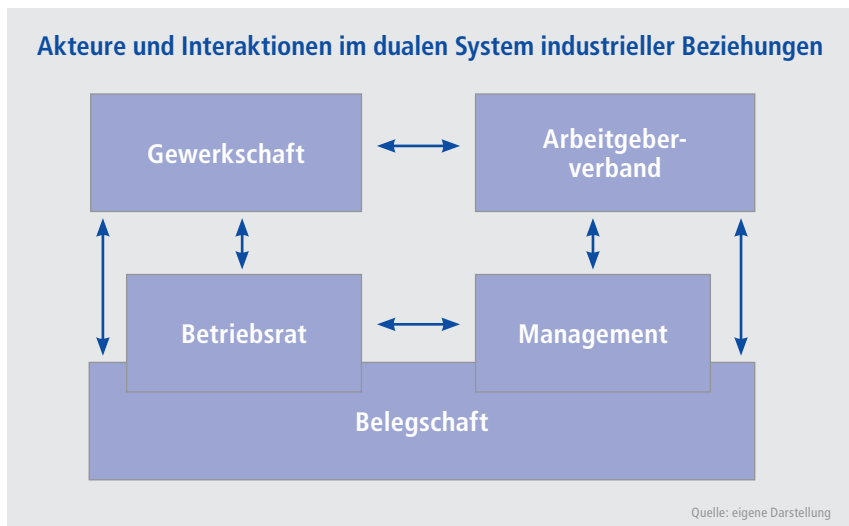 Akteure und Interaktionen im dualen System industrieller Beziehungen
Gewerkschaft
Arbeitgeber-
verband
Betriebsrat
Management
Belegschaft
Quelle: eigene Darstellung